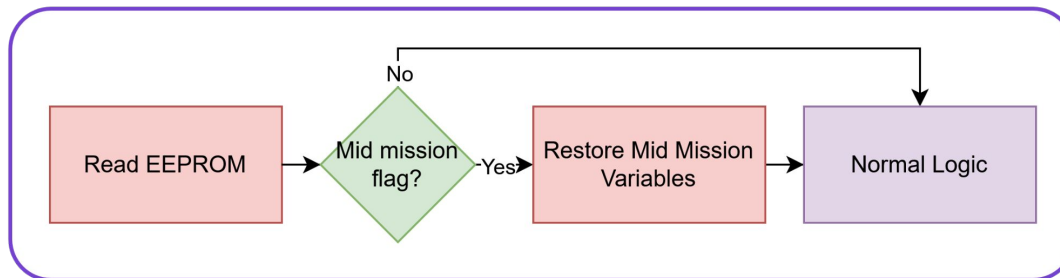 No
Read EEPROM
Mid mission
flag?
Yes
Restore Mid Mission
Variables
Normal Logic